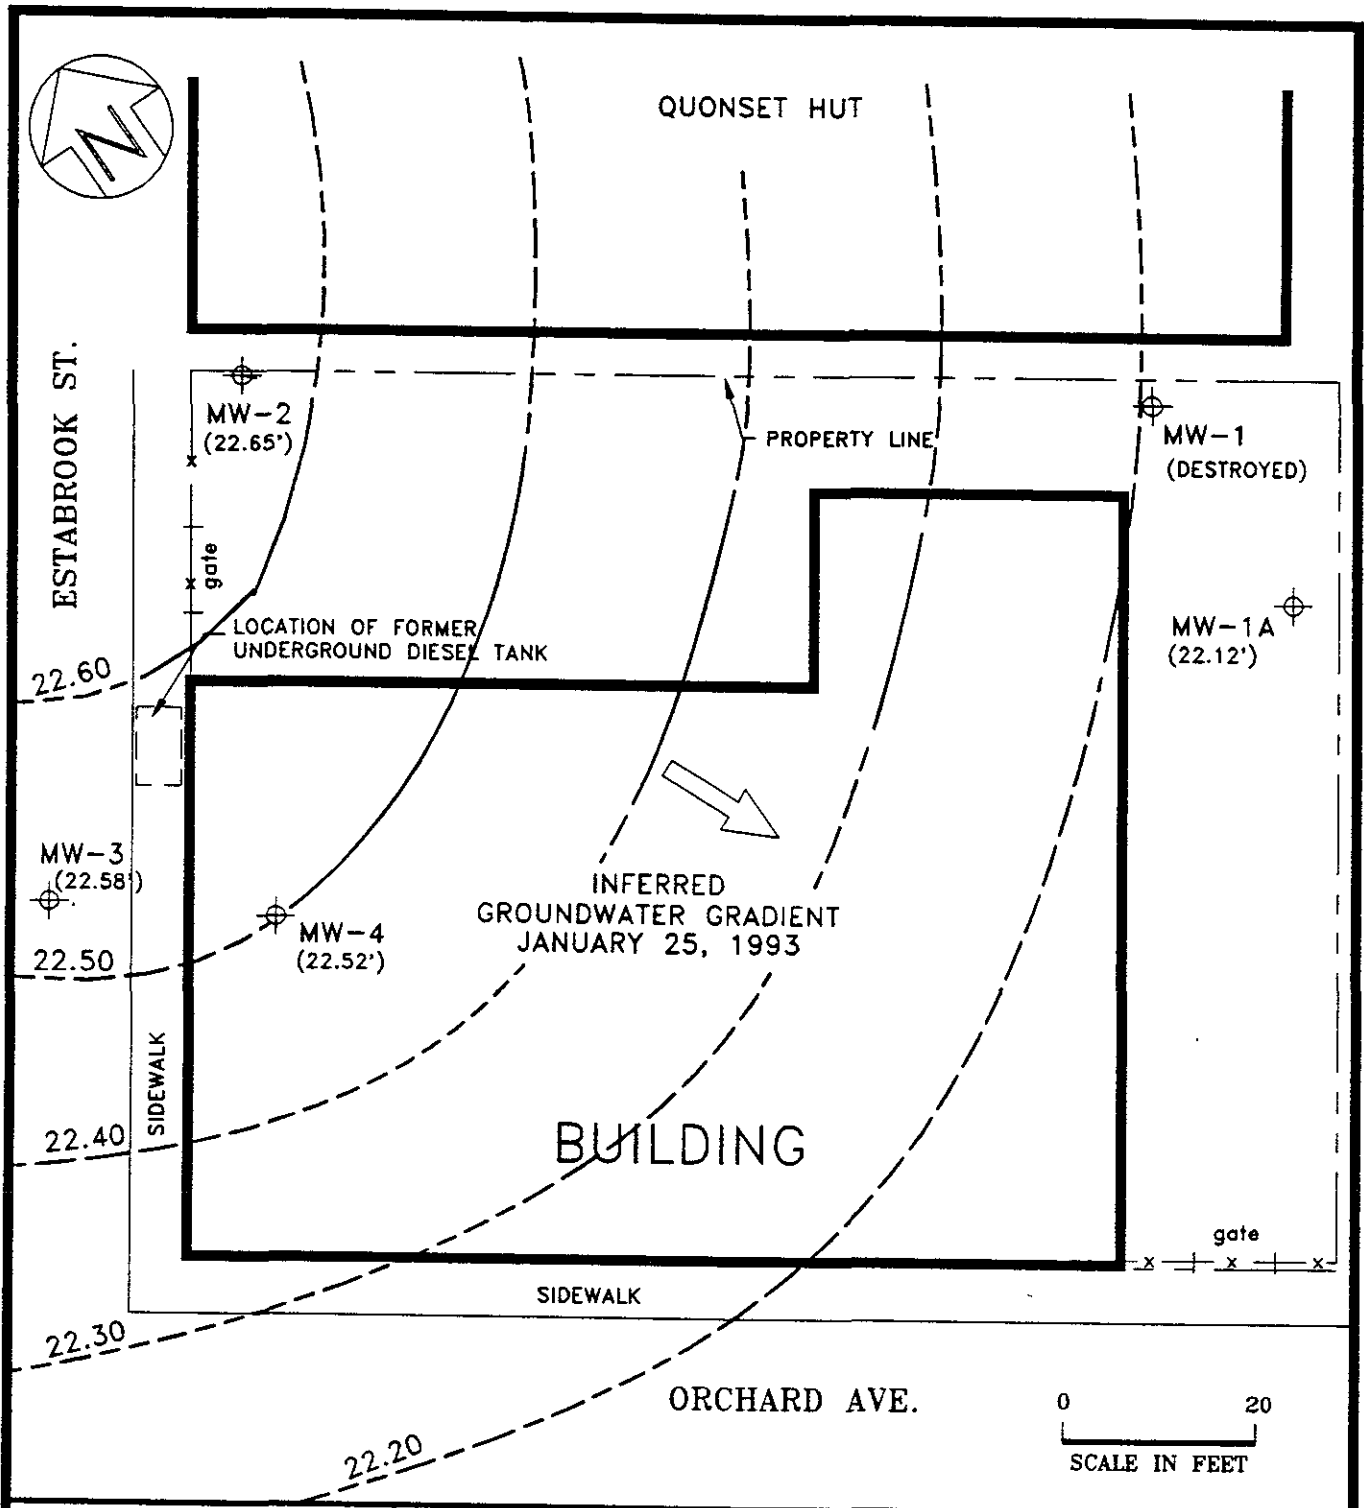 N
QUONSET HUT
ESTABROOK ST.
MW-2
(22.65')
PROPERTY LINE
MW-1
(DESTROYED)
gate
LOCATION OF FORMER
UNDERGROUND DIESEL TANK
MW-1A
(22.12')
22.60
MW-3
(22.58')
INFERRED
GROUNDWATER GRADIENT
JANUARY 25, 1993
MW-4
(22.52')
22.50
SIDEWALK
22.40
BUILDING
gate
SIDEWALK
22.30
ORCHARD AVE.
0 20
SCALE IN FEET
22.20